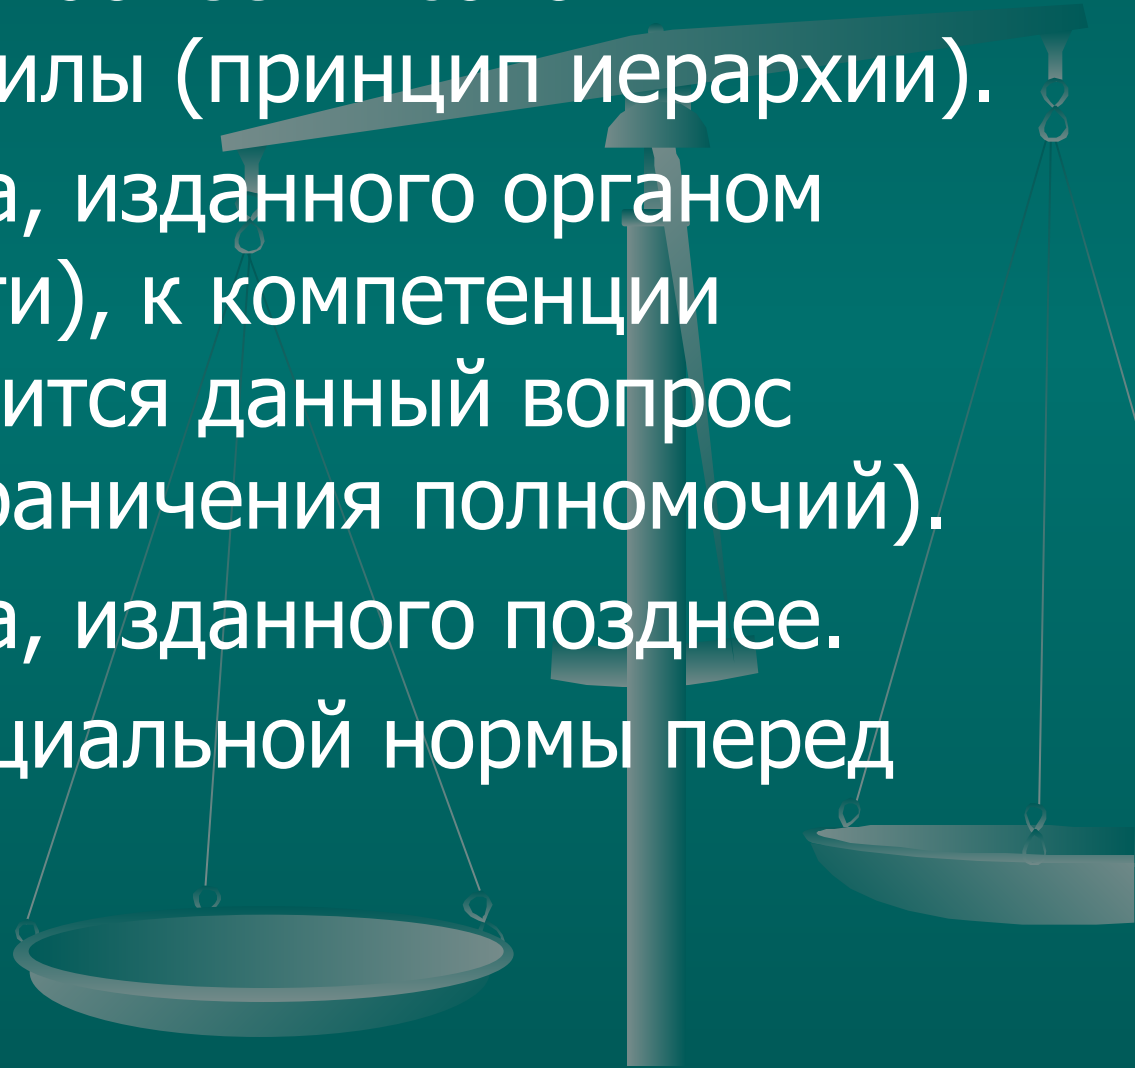 илы (принцип иерархии).
а, изданного органом
ти), к компетенции
ится данный вопрос
раничения полномочий).
а, изданного позднее.
циальной нормы перед